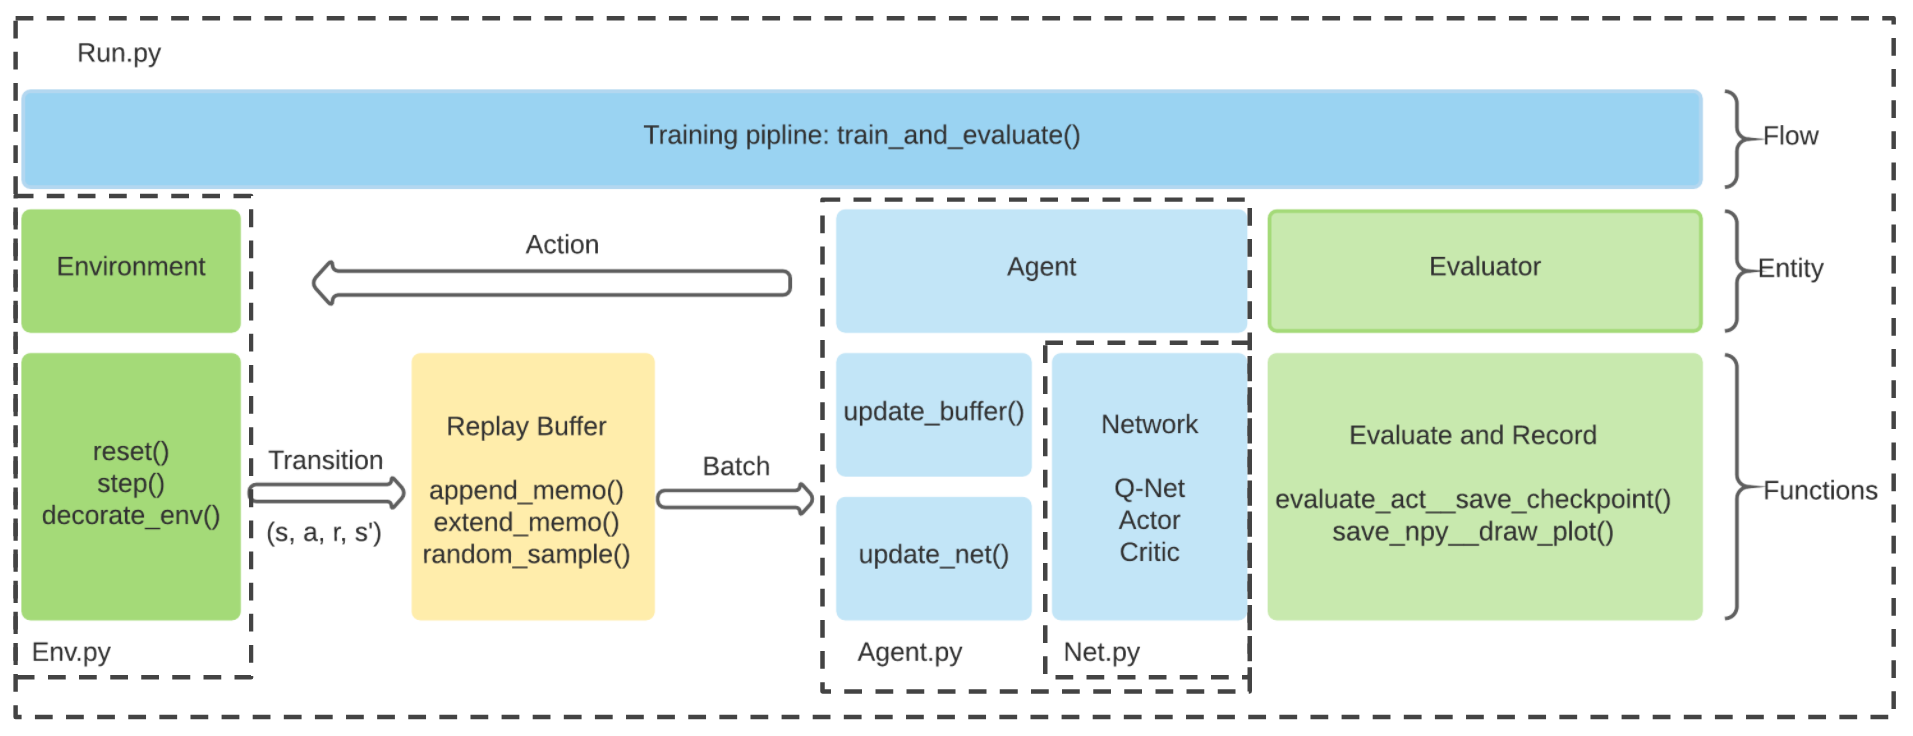 Run.py
Training pipline: train_and_evaluate()
Flow
Environment
Action
Agent
Evaluator
Entity
reset()
step()
decorate_env()
Transition
(s, a, r, s')
Replay Buffer
append_memo()
extend_memo()
random_sample()
Batch
update_buffer()
update_net()
Network
Q-Net
Actor
Critic
Evaluate and Record
evaluate_act__save_checkpoint()
save_npy__draw_plot()
Functions
Env.py
Agent.py
Net.py